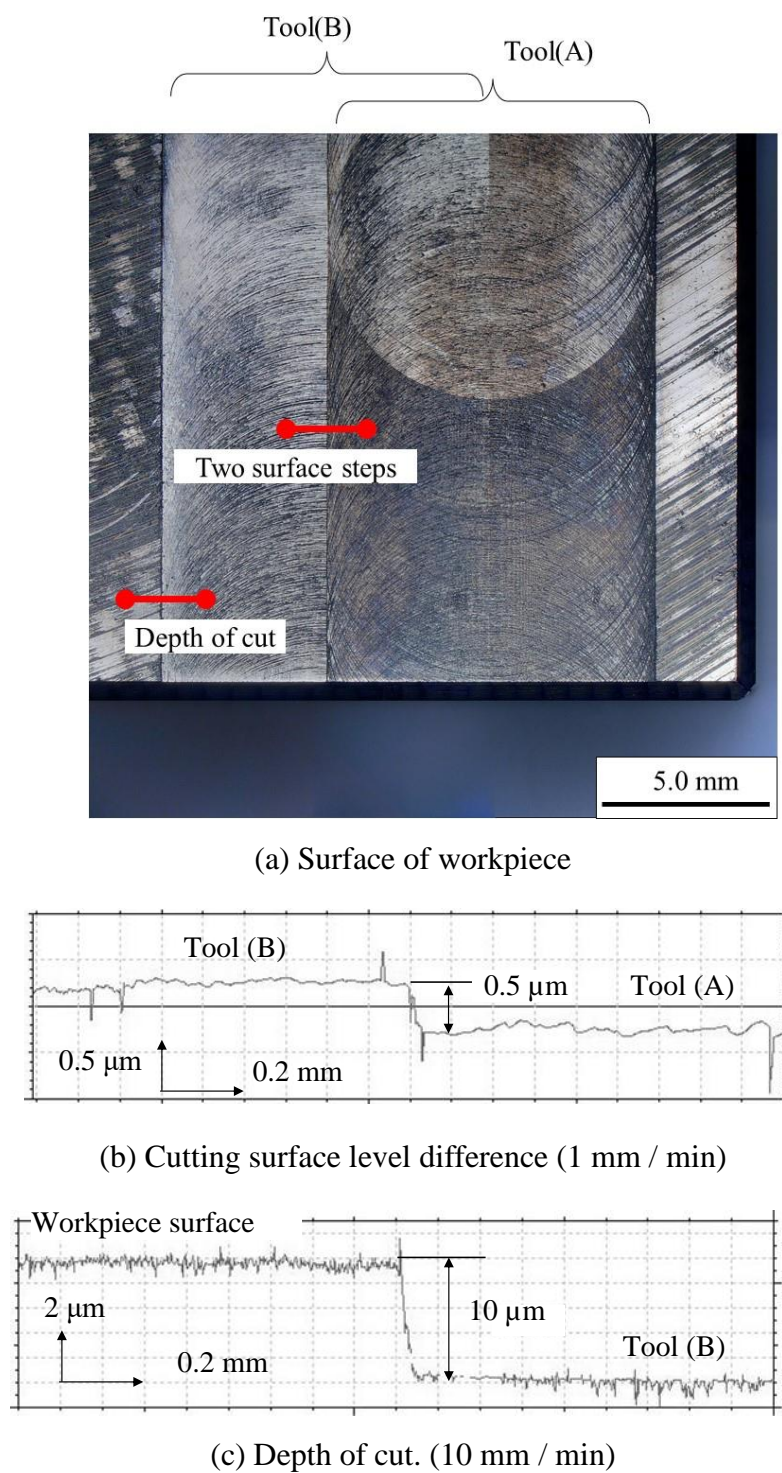 Tool(B)
Tool(A)
Two surface steps
Depth of cut
5.0 mm
(a) Surface of workpiece
Tool (B)
0.5 µm
Tool (A)
0.5 µm
0.2 mm
(b) Cutting surface level difference (1 mm / min)
Workpiece surface
2 µm
10 µm
0.2 mm
Tool (B)
(c) Depth of cut. (10 mm / min)